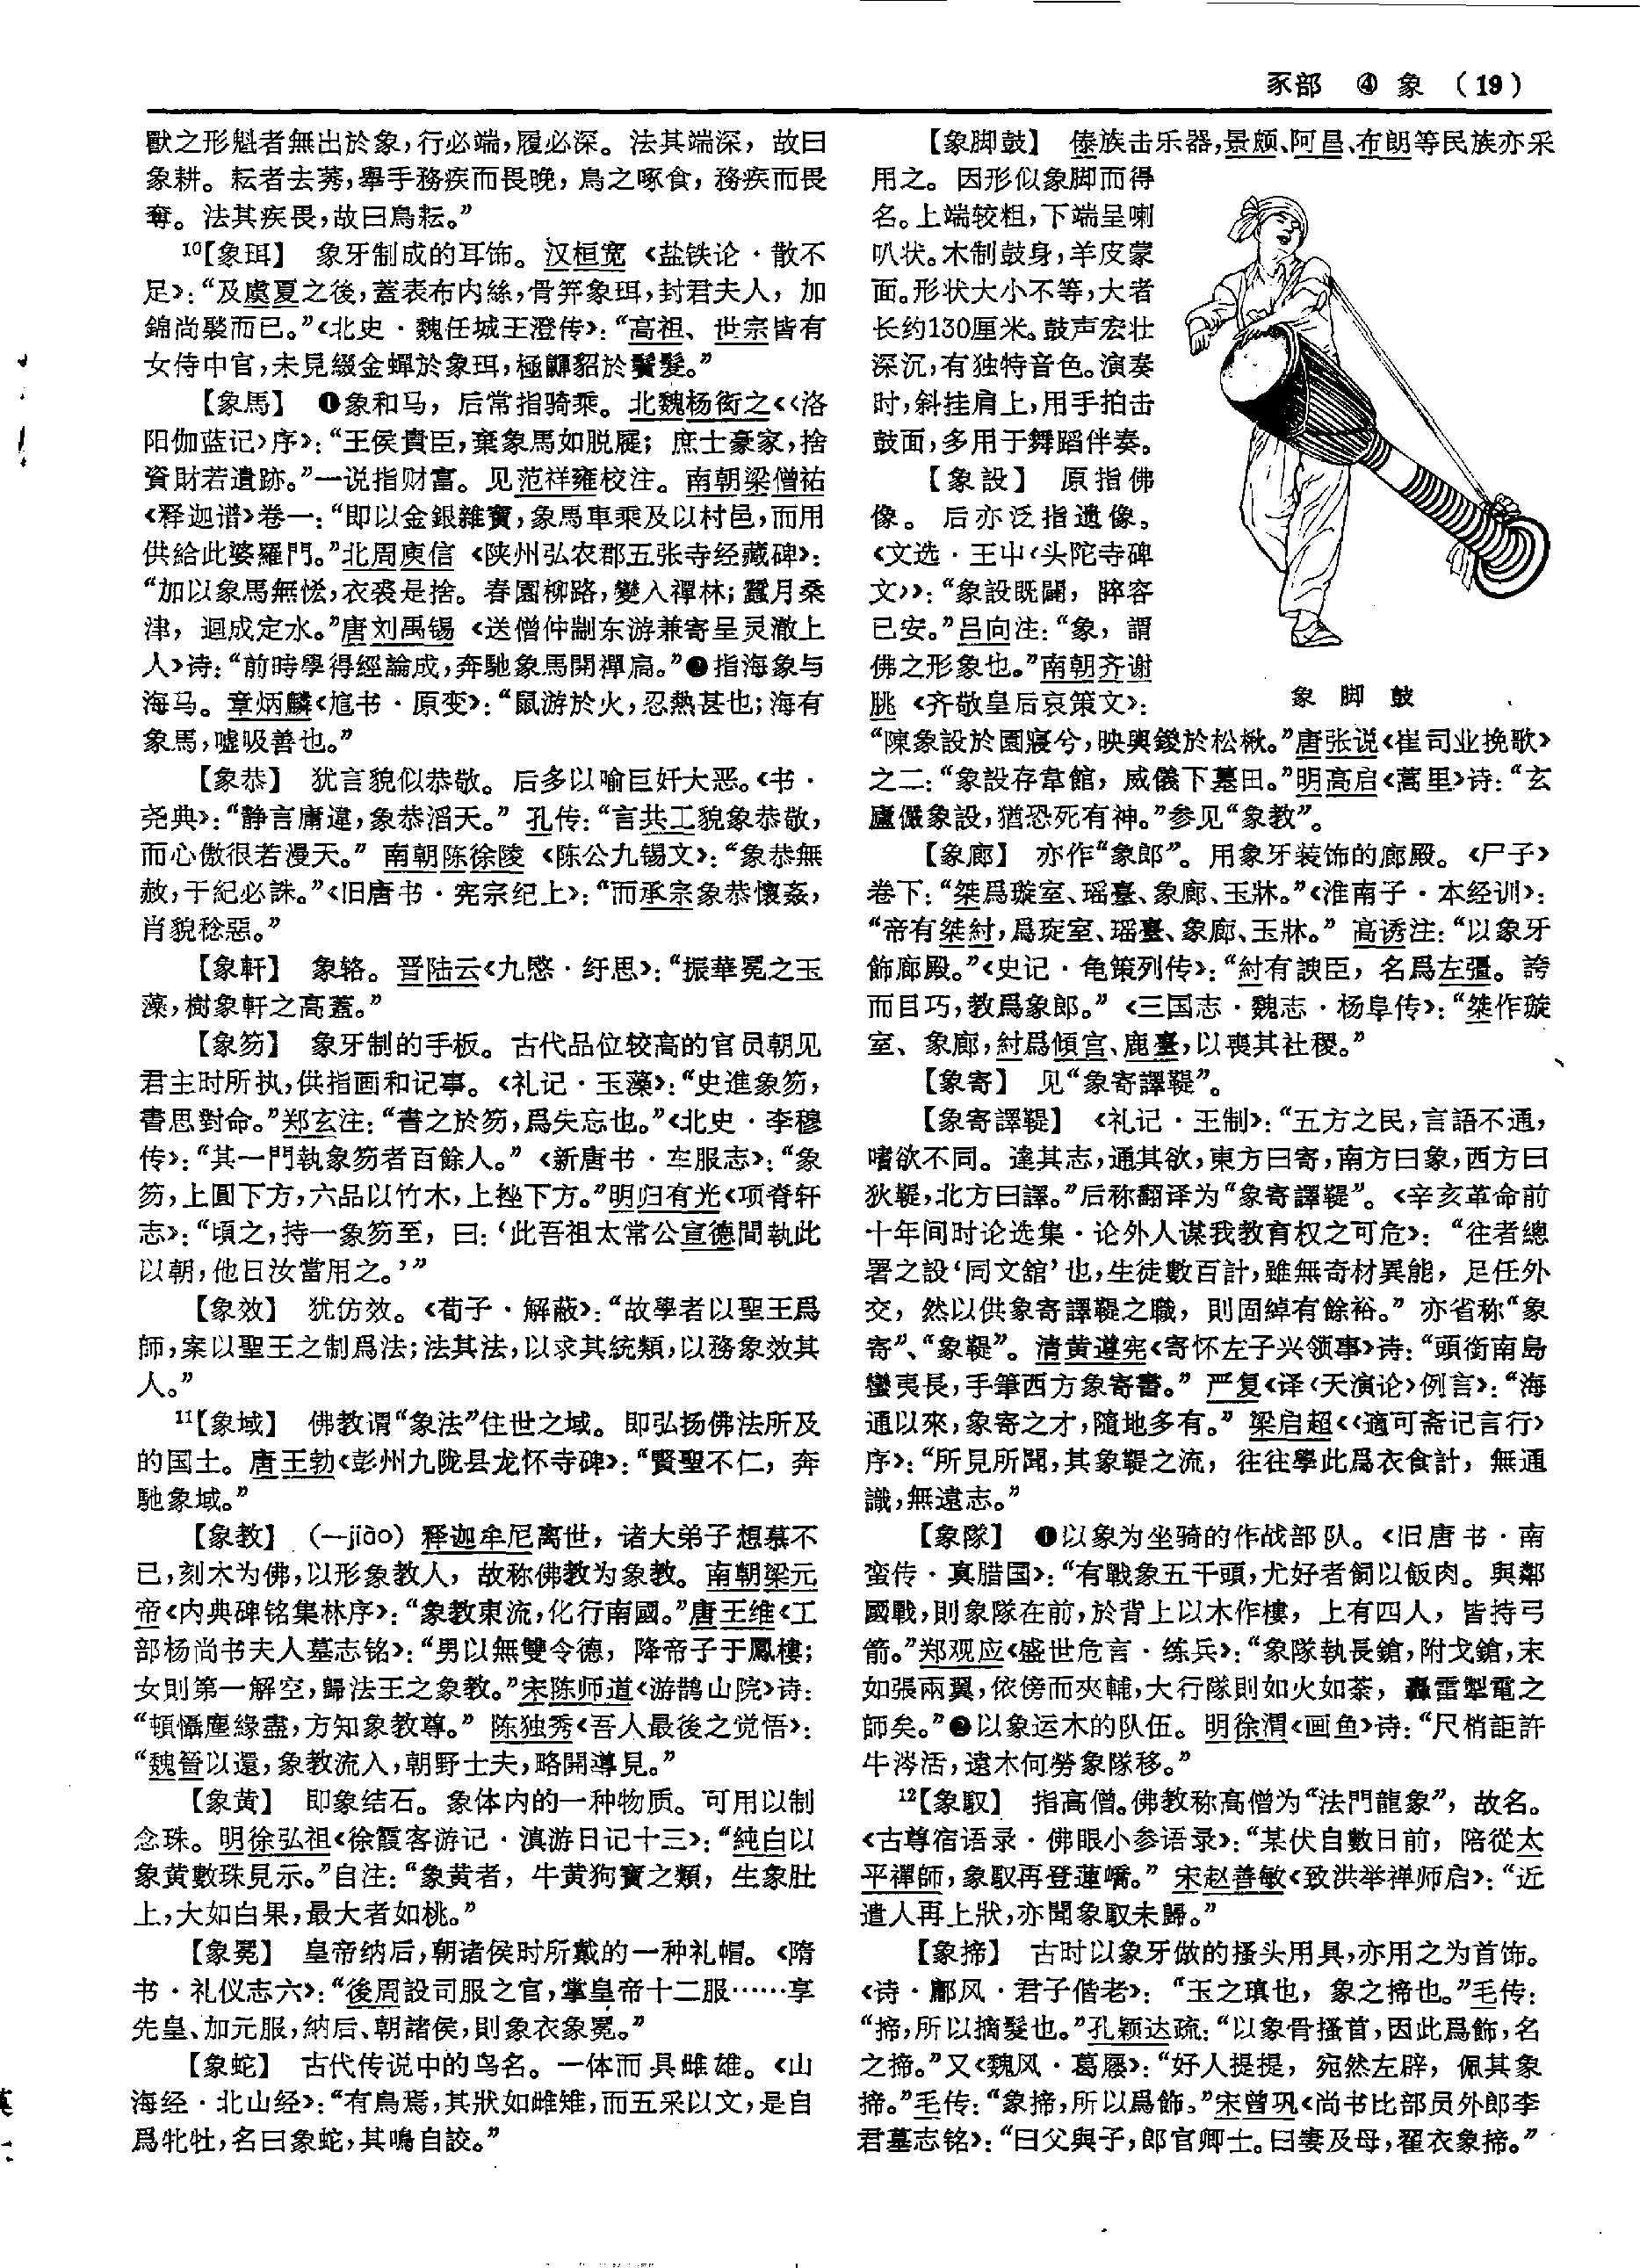 豕部 ④ 象 (19)
獸之形魁者無出於象，行必端，履必深。法其端深，故曰
象耕。耘者去莠，舉手務疾而畏晚，鳥之啄食，務疾而畏
奪。法其疾畏，故曰鳥耘。”
10【象珥】 象牙制成的耳饰。汉桓宽《盐铁论·散不
足》：“及虞夏之後，蓋表布内絲，骨笄象珥，封君夫人，加
錦尚褧而已。”《北史·魏任城王澄传》：“高祖、世宗皆有
女侍中官，未見綴金蟬於象珥，極鼲貂於鬢髮。”
【象馬】 ❶象和马，后常指骑乘。北魏杨衒之《〈洛
阳伽蓝记〉序》：“王侯貴臣，棄象馬如脱屣；庶士豪家，捨
資財若遺跡。”一说指财富。见范祥雍校注。南朝梁僧祐
《释迦谱》卷一：“即以金銀雜寶，象馬車乘及以村邑，而用
供給此婆羅門。”北周庾信《陕州弘农郡五张寺经藏碑》：
“加以象馬無悋，衣裘是捨。春園柳路，變入禪林；蠶月桑
津，迴成定水。”唐刘禹锡《送僧仲剬东游兼寄呈灵澈上
人》诗：“前時學得經論成，奔馳象馬開禪扃。”❷指海象与
海马。章炳麟《訄书·原变》：“鼠游於火，忍熱甚也；海有
象馬，嘘吸善也。”
【象恭】 犹言貌似恭敬。后多以喻巨奸大恶。《书·
尧典》：“静言庸違，象恭滔天。”孔传：“言共工貌象恭敬，
而心傲很若漫天。”南朝陈徐陵《陈公九锡文》：“象恭無
赦，干紀必誅。”《旧唐书·宪宗纪上》：“而承宗象恭懷姦，
肖貌稔惡。”
【象軒】 象辂。晋陆云《九愍·纡思》：“振華冕之玉
藻，樹象軒之高蓋。”
【象笏】 象牙制的手板。古代品位较高的官员朝见
君主时所执，供指画和记事。《礼记·玉藻》：“史進象笏，
書思對命。”郑玄注：“書之於笏，爲失忘也。”《北史·李穆
传》：“其一門執象笏者百餘人。”《新唐书·车服志》：“象
笏，上圓下方，六品以竹木，上挫下方。”明归有光《项脊轩
志》：“頃之，持一象笏至，曰：‘此吾祖太常公宣德間執此
以朝，他日汝當用之。’”
【象效】 犹仿效。《荀子·解蔽》：“故學者以聖王爲
師，案以聖王之制爲法；法其法，以求其統類，以務象效其
人。”
11【象域】 佛教谓“象法”住世之域。即弘扬佛法所及
的国土。唐王勃《彭州九陇县龙怀寺碑》：“賢聖不仁，奔
馳象域。”
【象教】 (—jiào) 释迦牟尼离世，诸大弟子想慕不
已，刻木为佛，以形象教人，故称佛教为象教。南朝梁元
帝《内典碑铭集林序》：“象教東流，化行南國。”唐王维《工
部杨尚书夫人墓志铭》：“男以無雙令德，降帝子于鳳樓；
女則第一解空，歸法王之象教。”宋陈师道《游鹊山院》诗：
“頓懾塵緣盡，方知象教尊。”陈独秀《吾人最後之觉悟》：
“魏晉以還，象教流入，朝野士夫，略開導見。”
【象黄】 即象结石。象体内的一种物质。可用以制
念珠。明徐弘祖《徐霞客游记·滇游日记十三》：“純白以
象黄數珠見示。”自注：“象黄者，牛黄狗寶之類，生象肚
上，大如白果，最大者如桃。”
【象冕】 皇帝纳后，朝诸侯时所戴的一种礼帽。《隋
书·礼仪志六》：“後周設司服之官，掌皇帝十二服……享
先皇、加元服，納后、朝諸侯，則象衣象冕。”
【象蛇】 古代传说中的鸟名。一体而具雌雄。《山
海经·北山经》：“有鳥焉，其狀如雌雉，而五采以文，是自
爲牝牡，名曰象蛇，其鳴自詨。”
【象脚鼓】 傣族击乐器，景颇、阿昌、布朗等民族亦采
用之。因形似象脚而得
名。上端较粗，下端呈喇
叭状。木制鼓身，羊皮蒙
面。形状大小不等，大者
长约130厘米。鼓声宏壮
深沉，有独特音色。演奏
时，斜挂肩上，用手拍击
鼓面，多用于舞蹈伴奏。
【象設】 原指佛
像。后亦泛指遗像。
《文选·王屮〈头陀寺碑
文〉》：“象設既闢，睟容
已安。”吕向注：“象，謂
佛之形象也。”南朝齐谢
朓《齐敬皇后哀策文》：
象脚鼓
“陳象設於園寢兮，映輿鍐於松楸。”唐张说《崔司业挽歌》
之二：“象設存韋館，威儀下墓田。”明高启《蒿里》诗：“玄
廬儼象設，猶恐死有神。”参见“象教”。
【象廊】 亦作“象郎”。用象牙装饰的廊殿。《尸子》
卷下：“桀爲璇室、瑶臺、象廊、玉牀。”《淮南子·本经训》：
“帝有桀紂，爲琁室、瑶臺、象廊、玉牀。”高诱注：“以象牙
飾廊殿。”《史记·龟策列传》：“紂有諛臣，名爲左彊。誇
而目巧，教爲象郎。”《三国志·魏志·杨阜传》：“桀作璇
室、象廊，紂爲傾宫、鹿臺，以喪其社稷。”
【象寄】 见“象寄譯鞮”。
【象寄譯鞮】 《礼记·王制》：“五方之民，言語不通，
嗜欲不同。達其志，通其欲，東方曰寄，南方曰象，西方曰
狄鞮，北方曰譯。”后称翻译为“象寄譯鞮”。《辛亥革命前
十年间时论选集·论外人谋我教育权之可危》：“往者總
署之設‘同文舘’也，生徒數百計，雖無奇材異能，足任外
交，然以供象寄譯鞮之職，則固綽有餘裕。”亦省称“象
寄”、“象鞮”。清黄遵宪《寄怀左子兴领事》诗：“頭銜南島
蠻夷長，手筆西方象寄書。”严复《译〈天演论〉例言》：“海
通以來，象寄之才，隨地多有。”梁启超《〈適可斋记言行〉
序》：“所見所聞，其象鞮之流，往往學此爲衣食計，無通
識，無遠志。”
【象隊】 ❶以象为坐骑的作战部队。《旧唐书·南
蛮传·真腊国》：“有戰象五千頭，尤好者飼以飯肉。與鄰
國戰，則象隊在前，於背上以木作樓，上有四人，皆持弓
箭。”郑观应《盛世危言·练兵》：“象隊執長鎗，附戈鎗，末
如張兩翼，依傍而夾輔，大行隊則如火如荼，轟雷掣電之
師矣。”❷以象运木的队伍。明徐渭《画鱼》诗：“尺梢詎許
牛涔活，遠木何勞象隊移。”
12【象馭】 指高僧。佛教称高僧为“法門龍象”，故名。
《古尊宿语录·佛眼小参语录》：“某伏自數日前，陪從太
平禪師，象馭再登蓮嶠。”宋赵善敏《致洪举禅师启》：“近
遣人再上狀，亦聞象馭未歸。”
【象揥】 古时以象牙做的搔头用具，亦用之为首饰。
《诗·鄘风·君子偕老》：“玉之瑱也，象之揥也。”毛传：
“揥，所以摘髮也。”孔颖达疏：“以象骨搔首，因此爲飾，名
之揥。”又《魏风·葛屦》：“好人提提，宛然左辟，佩其象
揥。”毛传：“象揥，所以爲飾。”宋曾巩《尚书比部员外郎李
君墓志铭》：“曰父與子，郎官卿士。曰妻及母，翟衣象揥。”